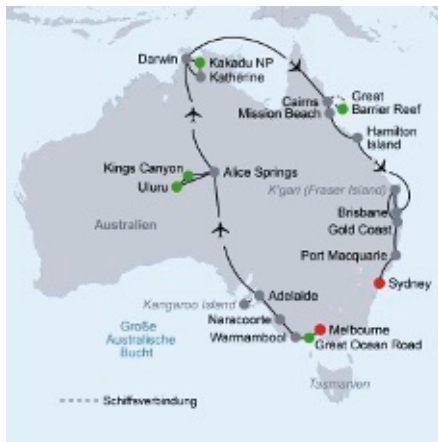 Darwin
Kakadu NP
Katherine
Great
Barrier Reef
Cairns
Mission Beach
Hamilton
Island
Kings Canyon
Alice Springs
Uluru
K'gari (Fraser Island)
Australien
Brisbane
Gold Coast
Port Macquarie
Sydney
Adelaide
Kangaroo Island
Naracoorte
Melbourne
Große
Australische
Bucht
Warrnambool
Great Ocean Road
Tasmanien
Schiffsverbindung